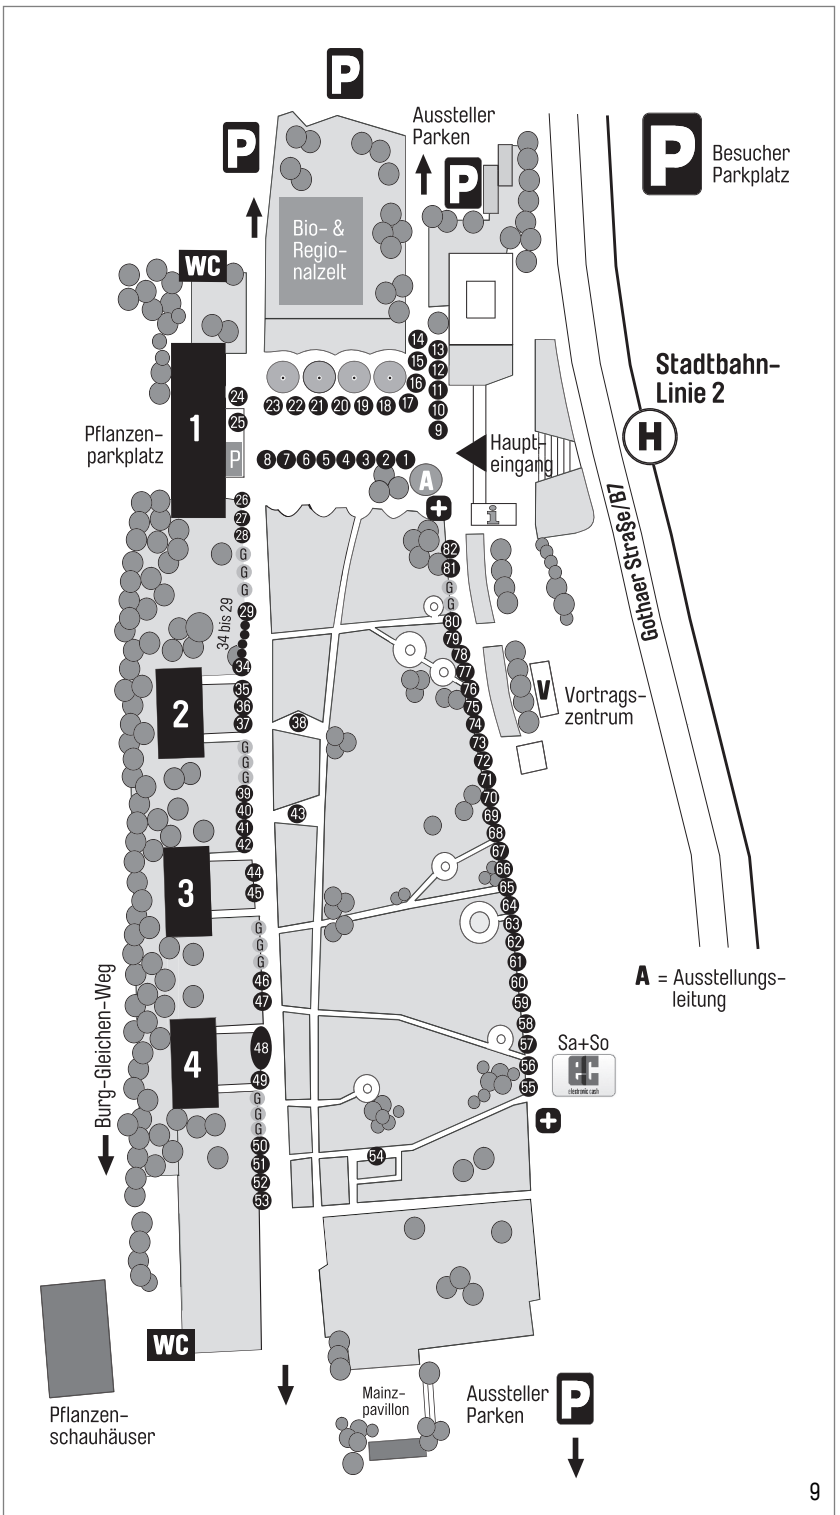 P
Aussteller
Parken
P
P
P
Besucher
Parkplatz
Bio- &
Regio-
nalzelt
WC
14
13
15
12
16
11
24
23 22 21 20 19 18 17
10
25
9
1
Pflanzen-
parkplatz
P
8 7 6 5 4 3 2 1
Haupt-
eingang
A
Stadtbahn-
Linie 2
H
i
26
27
28
G
G
G
29
34 bis 29
34
82
81
G
G
80
79
78
77
76
75
74
73
72
71
70
69
68
67
66
65
64
63
62
61
60
59
58
57
56
55
Gothaer Straße/B7
V
Vortrags-
zentrum
2
35
36
37
38
G
G
G
39
40
41
42
43
3
44
45
G
G
G
46
47
4
48
49
G
G
G
50
51
52
53
54
A = Ausstellungs-
leitung
Sa+So
ec
electronic cash
Burg-Gleichen-Weg
WC
Pflanzen-
schauhäuser
Mainz-
pavillon
Aussteller
Parken
P
9